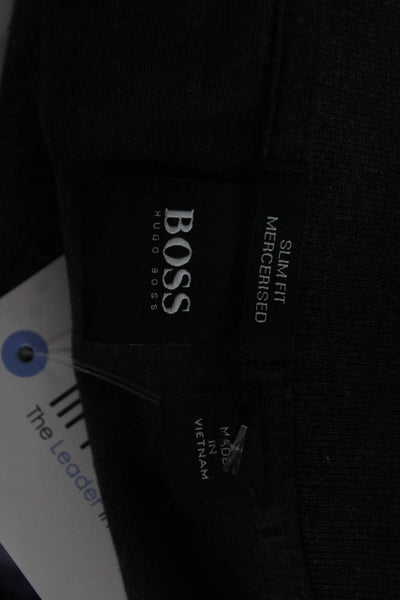 BOSS
HUGO BOSS
SLIM FIT
MERCERISED
MADE
IN
VIETNAM
The Leader